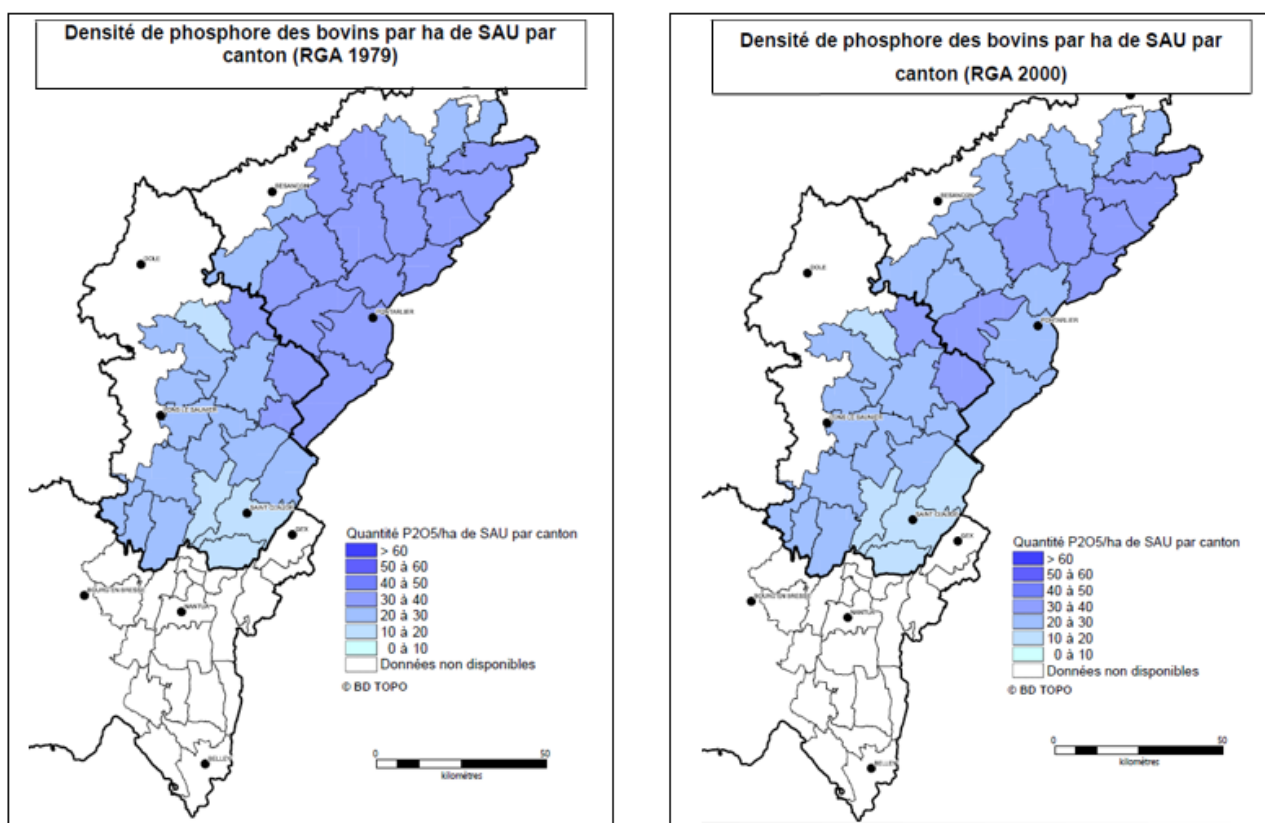 Densité de phosphore des bovins par ha de SAU par
canton (RGA 1979)
BESANCON
DOLE
PONTARLIER
LONS LE SAUNIER
SAINT CLAUDE
GEX
Quantité P2O5/ha de SAU par canton
> 60
50 à 60
40 à 50
30 à 40
20 à 30
10 à 20
0 à 10
Données non disponibles
© BD TOPO
BOURG EN BRESSE
NANTUA
BELLEY
0 50
kilomètres
Densité de phosphore des bovins par ha de SAU par
canton (RGA 2000)
BESANCON
DOLE
PONTARLIER
LONS LE SAUNIER
SAINT CLAUDE
GEX
Quantité P2O5/ha de SAU par canton
> 60
50 à 60
40 à 50
30 à 40
20 à 30
10 à 20
0 à 10
Données non disponibles
© BD TOPO
BOURG EN BRESSE
NANTUA
BELLEY
0 50
kilomètres